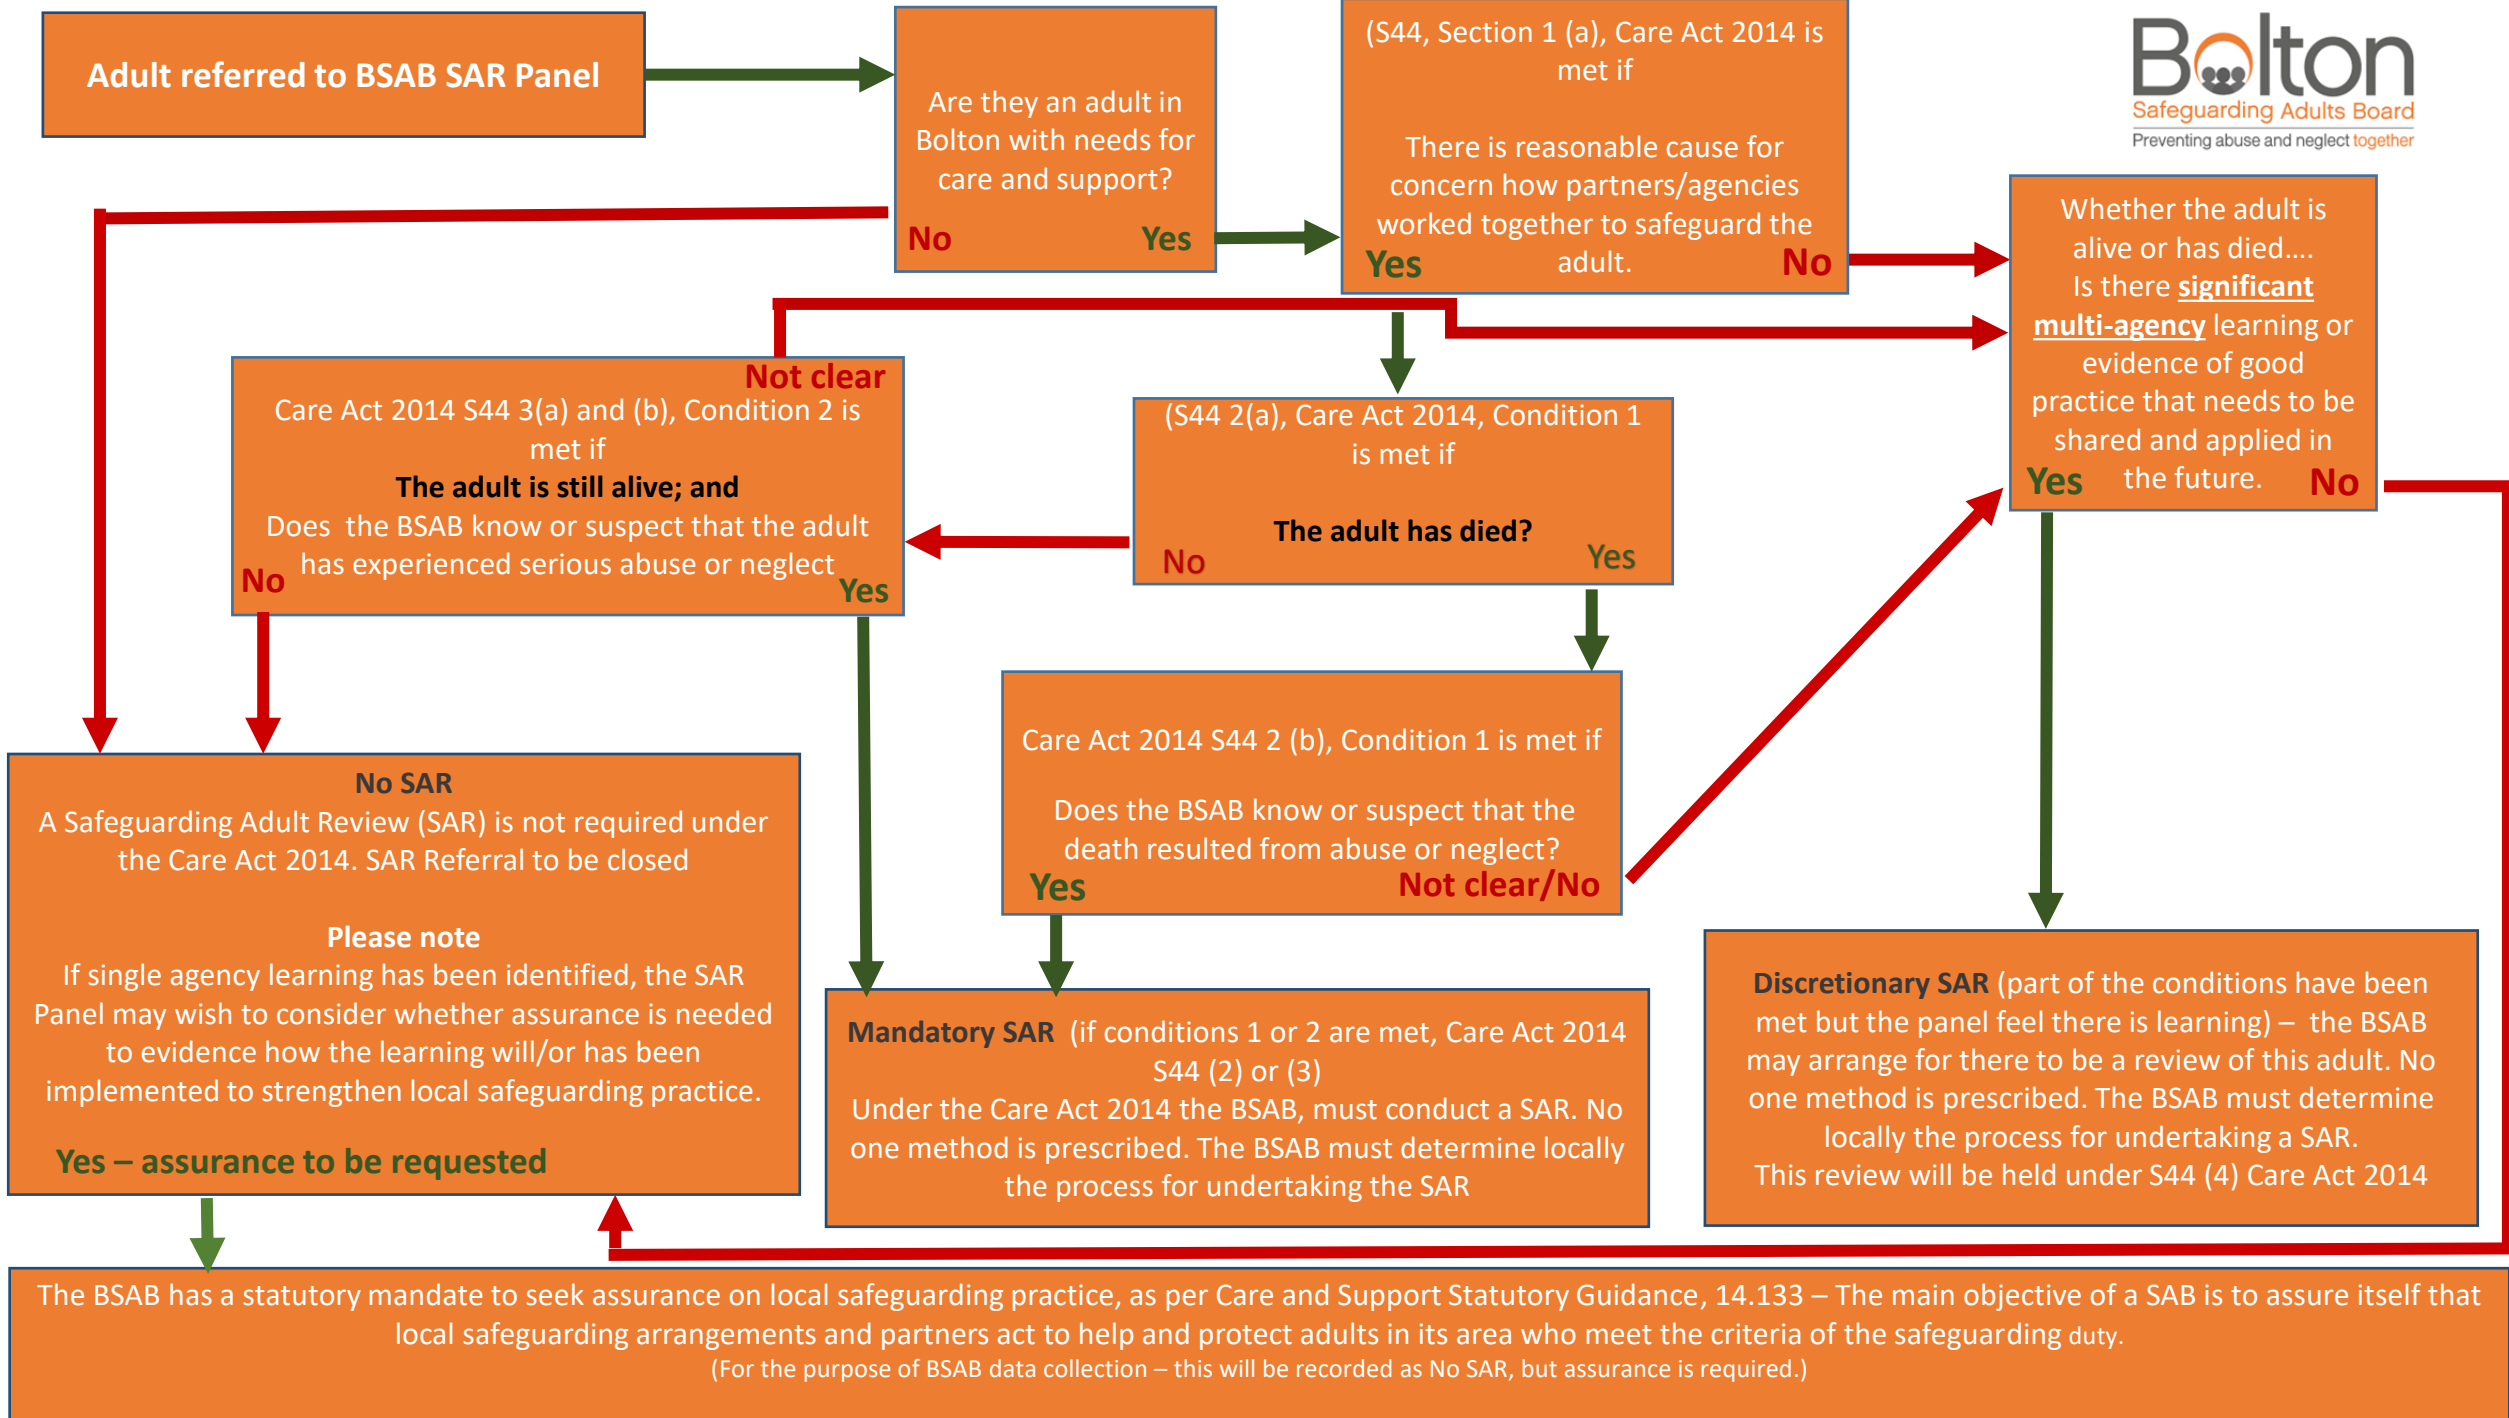 Adult referred to BSAB SAR Panel
Are they an adult in
Bolton with needs for
care and support?
No
Yes
(S44, Section 1 (a), Care Act 2014 is
met if
There is reasonable cause for
concern how partners/agencies
worked together to safeguard the
adult.
Yes
No
Bolton
Safeguarding Adults Board
Preventing abuse and neglect together
Whether the adult is
alive or has died....
Is there significant
multi-agency learning or
evidence of good
practice that needs to be
shared and applied in
the future.
Yes
No
Not clear
Care Act 2014 S44 3(a) and (b), Condition 2 is
met if
The adult is still alive; and
Does the BSAB know or suspect that the adult
has experienced serious abuse or neglect
No
Yes
(S44 2(a), Care Act 2014, Condition 1
is met if
The adult has died?
No
Yes
Care Act 2014 S44 2 (b), Condition 1 is met if
Does the BSAB know or suspect that the
death resulted from abuse or neglect?
Yes
Not clear/No
No SAR
A Safeguarding Adult Review (SAR) is not required under
the Care Act 2014. SAR Referral to be closed
Please note
If single agency learning has been identified, the SAR
Panel may wish to consider whether assurance is needed
to evidence how the learning will/or has been
implemented to strengthen local safeguarding practice.
Yes – assurance to be requested
Mandatory SAR (if conditions 1 or 2 are met, Care Act 2014
S44 (2) or (3)
Under the Care Act 2014 the BSAB, must conduct a SAR. No
one method is prescribed. The BSAB must determine locally
the process for undertaking the SAR
Discretionary SAR (part of the conditions have been
met but the panel feel there is learning) – the BSAB
may arrange for there to be a review of this adult. No
one method is prescribed. The BSAB must determine
locally the process for undertaking a SAR.
This review will be held under S44 (4) Care Act 2014
The BSAB has a statutory mandate to seek assurance on local safeguarding practice, as per Care and Support Statutory Guidance, 14.133 – The main objective of a SAB is to assure itself that
local safeguarding arrangements and partners act to help and protect adults in its area who meet the criteria of the safeguarding duty.
(For the purpose of BSAB data collection – this will be recorded as No SAR, but assurance is required.)